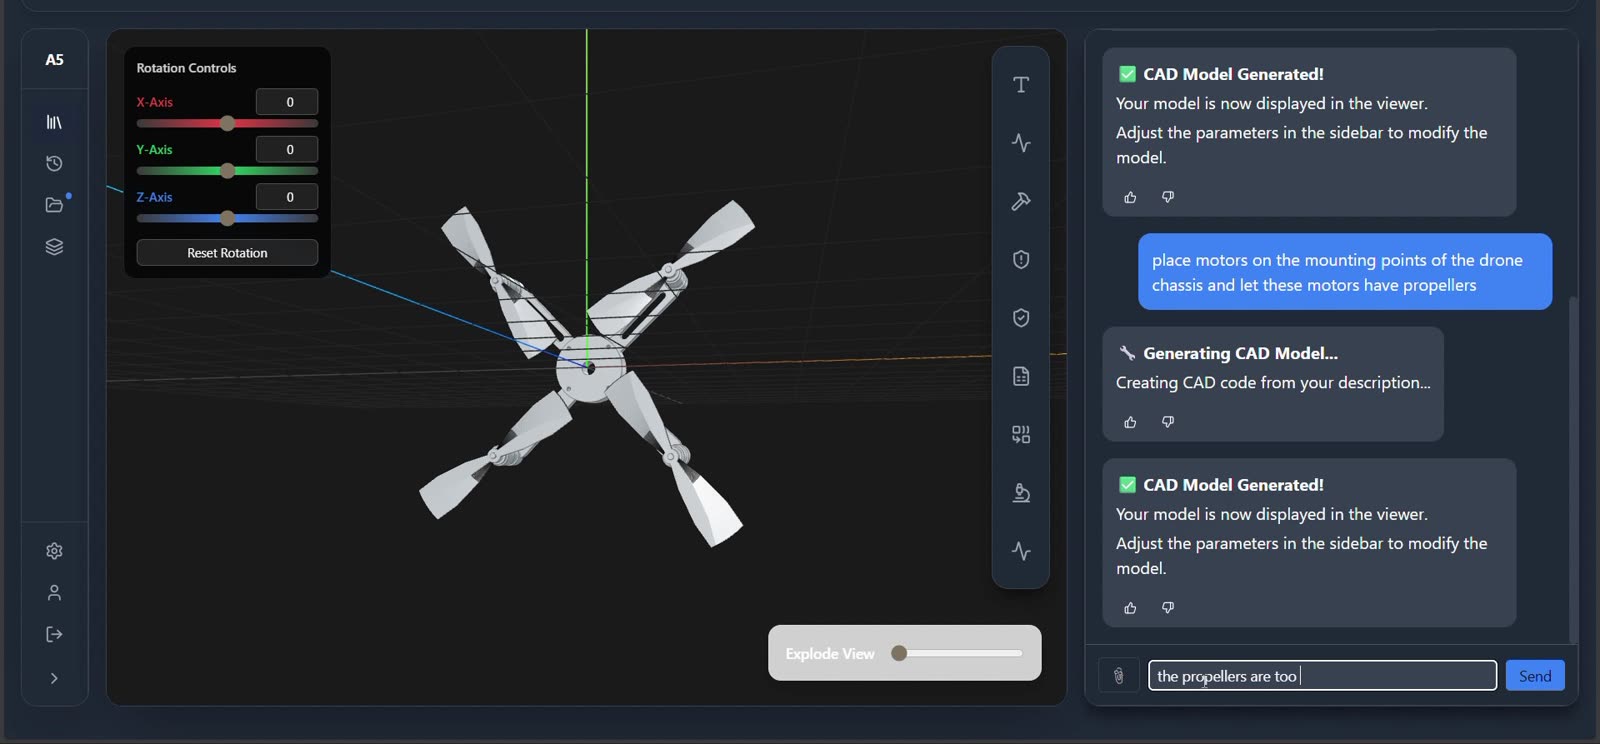 A5
Rotation Controls
X-Axis 0
Y-Axis 0
Z-Axis 0
Reset Rotation
Explode View
✅ CAD Model Generated!
Your model is now displayed in the viewer.
Adjust the parameters in the sidebar to modify the
model.
place motors on the mounting points of the drone
chassis and let these motors have propellers
🔧 Generating CAD Model...
Creating CAD code from your description...
✅ CAD Model Generated!
Your model is now displayed in the viewer.
Adjust the parameters in the sidebar to modify the
model.
the propellers are too
Send